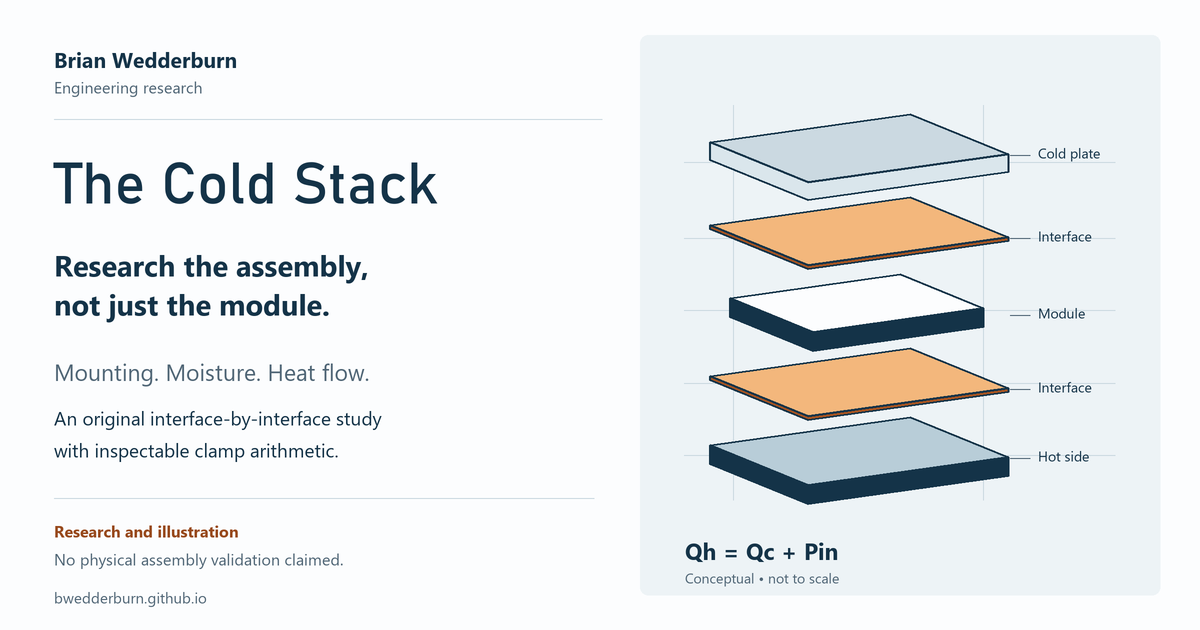 Brian Wedderburn
Engineering research
The Cold Stack
Research the assembly,
not just the module.
Mounting. Moisture. Heat flow.
An original interface-by-interface study
with inspectable clamp arithmetic.
Research and illustration
No physical assembly validation claimed.
bwedderburn.github.io
Cold plate
Interface
Module
Interface
Hot side
Qh = Qc + Pin
Conceptual • not to scale